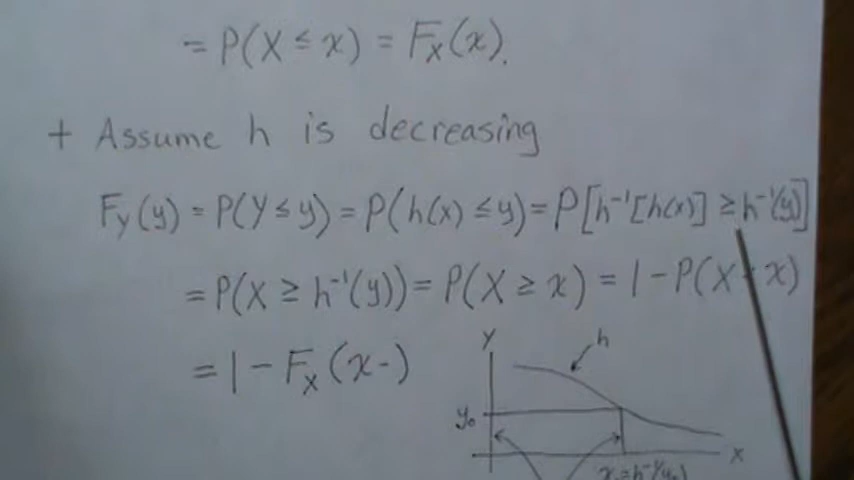 = P(X ≤ x) = F_X(x).
+ Assume h is decreasing
F_Y(y) = P(Y ≤ y) = P(h(X) ≤ y) = P[h⁻¹[h(X)] ≥ h⁻¹(y)]
= P(X ≥ h⁻¹(y)) = P(X ≥ x) = 1 - P(X x)
= 1 - F_X(x-)
y
h
y₀
x